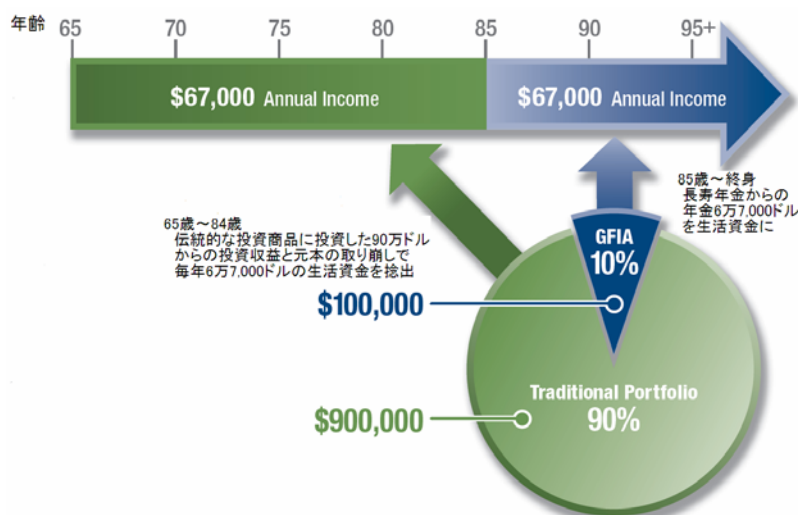 年齢 65 70 75 80 85 90 95+
$67,000 Annual Income
$67,000 Annual Income
65歳～84歳
伝統的な投資商品に投資した90万ドル
からの投資収益と元本の取り崩しで
毎年6万7,000ドルの生活資金を捻出
85歳～終身
長寿年金からの
年金6万7,000ドル
を生活資金に
GFIA
10%
$100,000
Traditional Portfolio
90%
$900,000